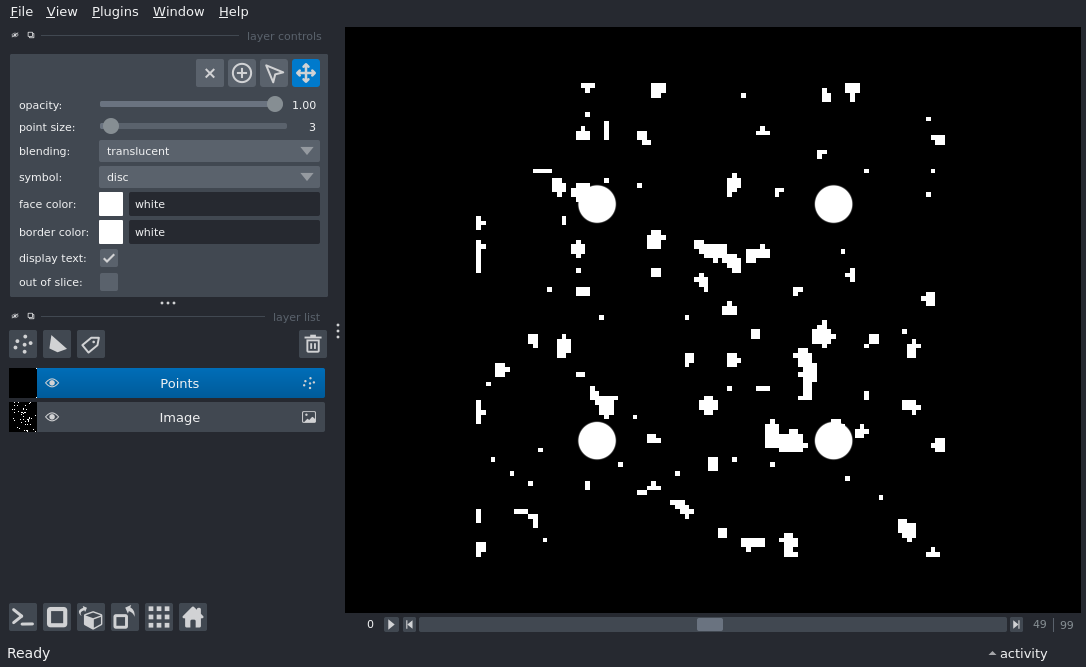 File View Plugins Window Help
layer controls
opacity: 1.00
point size: 3
blending: translucent
symbol: disc
face color: white
border color: white
display text:
out of slice:
layer list
Points
Image
0 49 | 99
Ready activity